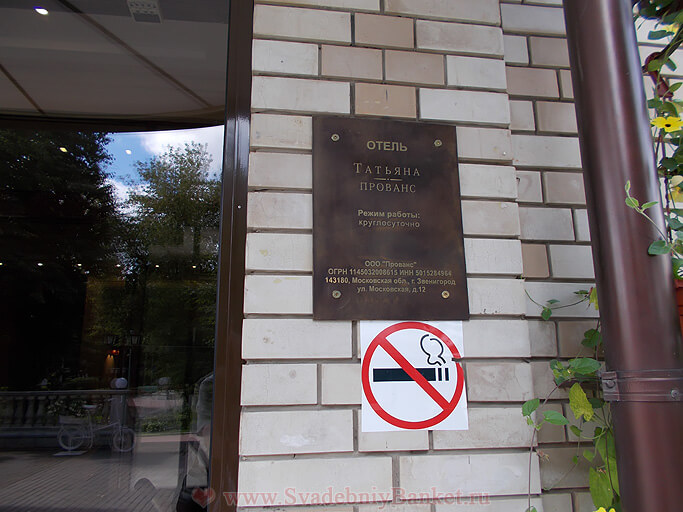 ОТЕЛЬ
ТАТЬЯНА
ПРОВАНС
Режим работы:
круглосуточно
ООО "Прованс"
ОГРН 1145032008015 ИНН 5015284966
143180, Московская обл., г. Звенигород
ул. Московская, д.12
www.SvadebniyBanket.ru